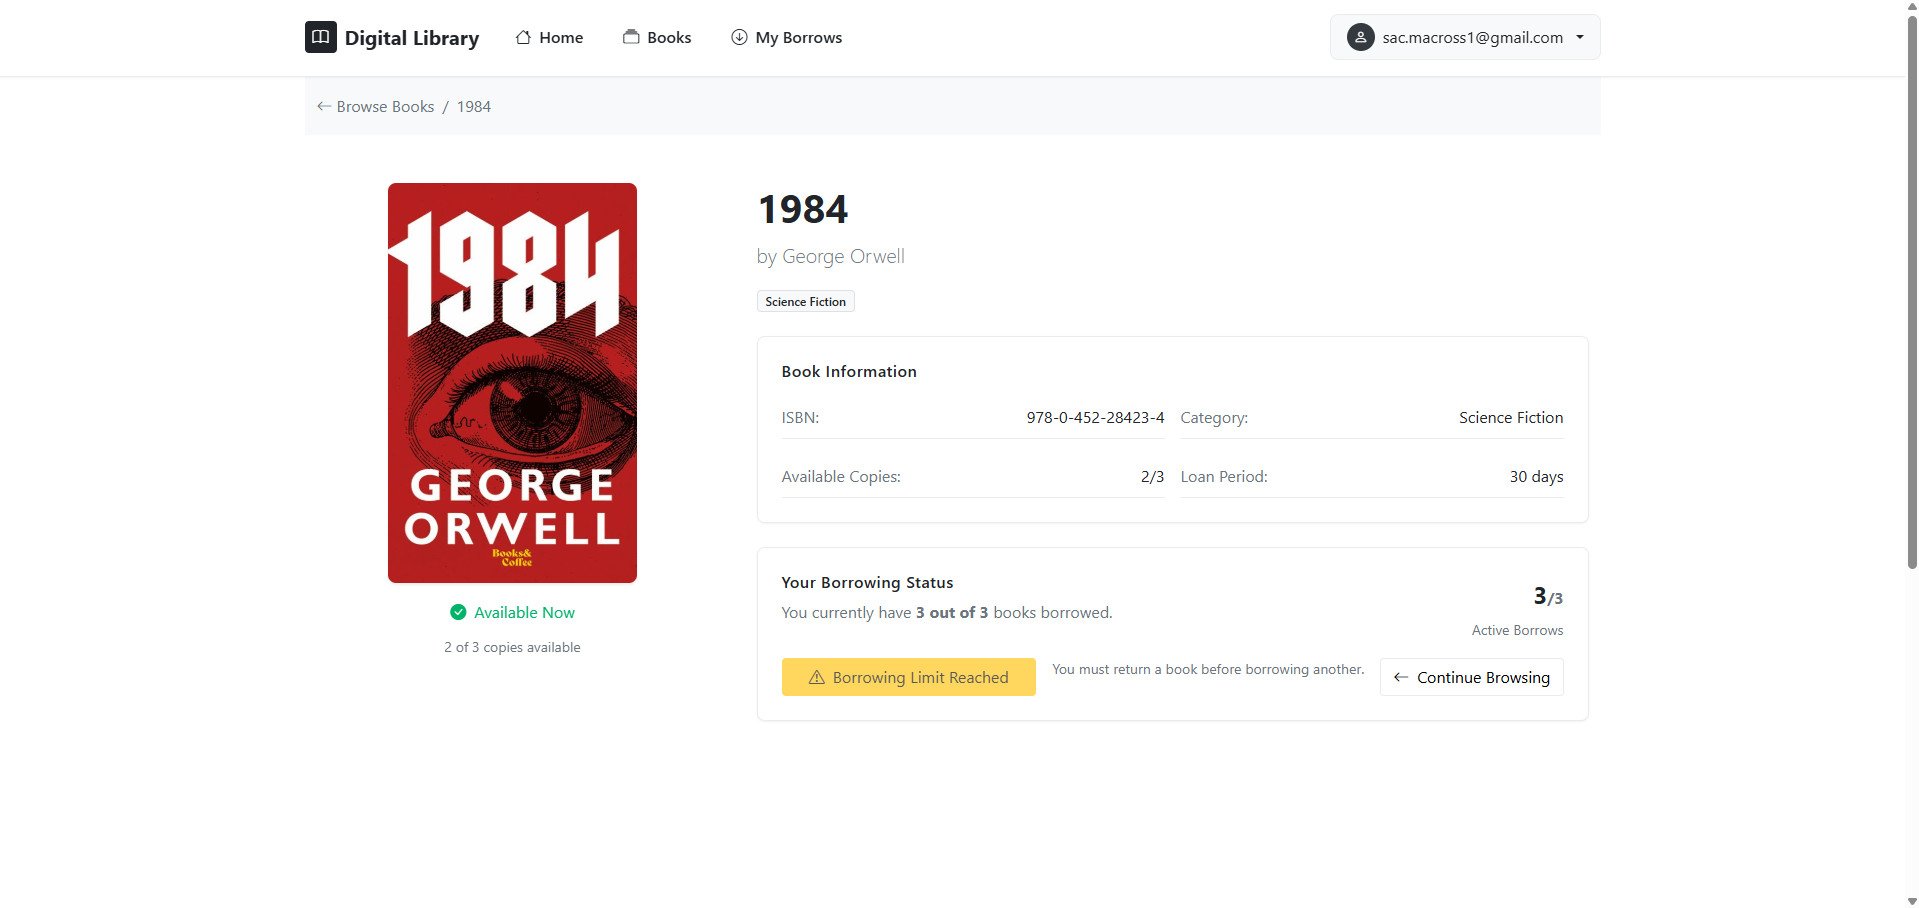 Digital Library
Home
Books
My Borrows
sac.macross1@gmail.com
Browse Books / 1984
1984
GEORGE
ORWELL
Books&
Coffee
Available Now
2 of 3 copies available
1984
by George Orwell
Science Fiction
Book Information
ISBN: 978-0-452-28423-4 Category: Science Fiction
Available Copies: 2/3 Loan Period: 30 days
Your Borrowing Status
You currently have 3 out of 3 books borrowed.
3/3
Active Borrows
Borrowing Limit Reached
You must return a book before borrowing another.
Continue Browsing